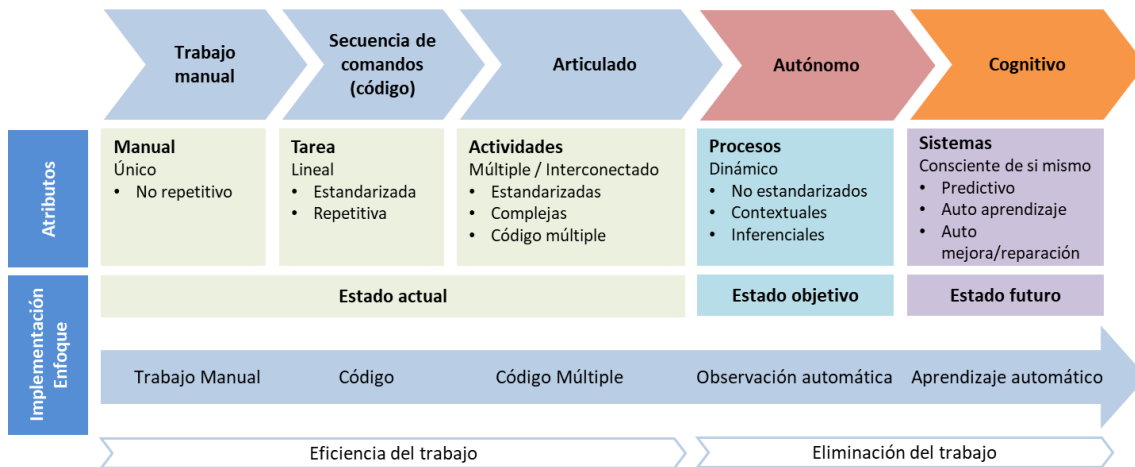 Trabajo
manual
Secuencia de
comandos
(código)
Articulado
Autónomo
Cognitivo
Atributos
Manual
Único
• No repetitivo
Tarea
Lineal
• Estandarizada
• Repetitiva
Actividades
Múltiple / Interconectado
• Estandarizadas
• Complejas
• Código múltiple
Procesos
Dinámico
• No estandarizados
• Contextuales
• Inferenciales
Sistemas
Consciente de si mismo
• Predictivo
• Auto aprendizaje
• Auto
mejora/reparación
Implementación
Enfoque
Estado actual
Estado objetivo
Estado futuro
Trabajo Manual
Código
Código Múltiple
Observación automática
Aprendizaje automático
Eficiencia del trabajo
Eliminación del trabajo